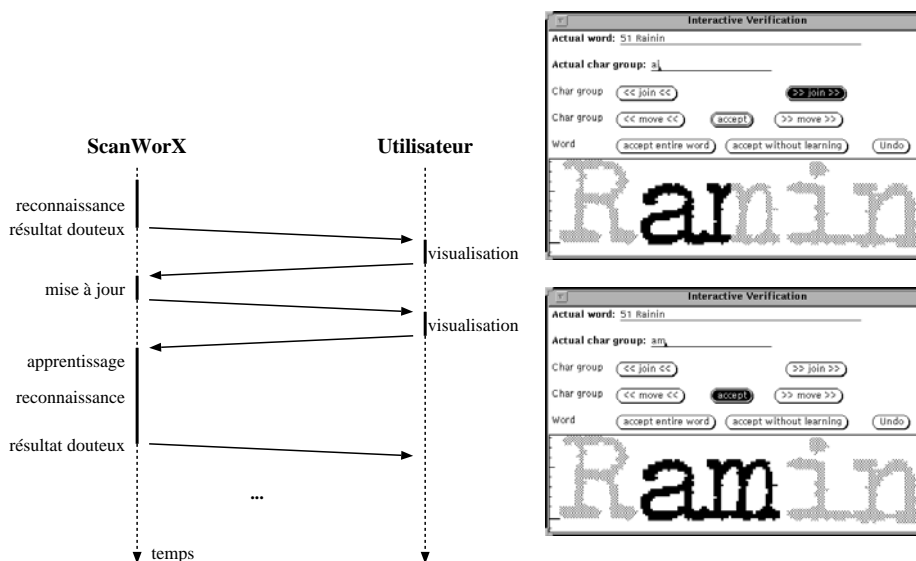 ScanWorX
Utilisateur
reconnaissance
résultat douteux
visualisation
mise à jour
visualisation
apprentissage
reconnaissance
résultat douteux
...
temps
Interactive Verification
Actual word: 51 Rainin
Actual char group: ai
Char group << join << >> join >>
Char group << move << accept >> move >>
Word accept entire word accept without learning Undo
Ramin
Interactive Verification
Actual word: 51 Rainin
Actual char group: am
Char group << join << >> join >>
Char group << move << accept >> move >>
Word accept entire word accept without learning Undo
Ramin